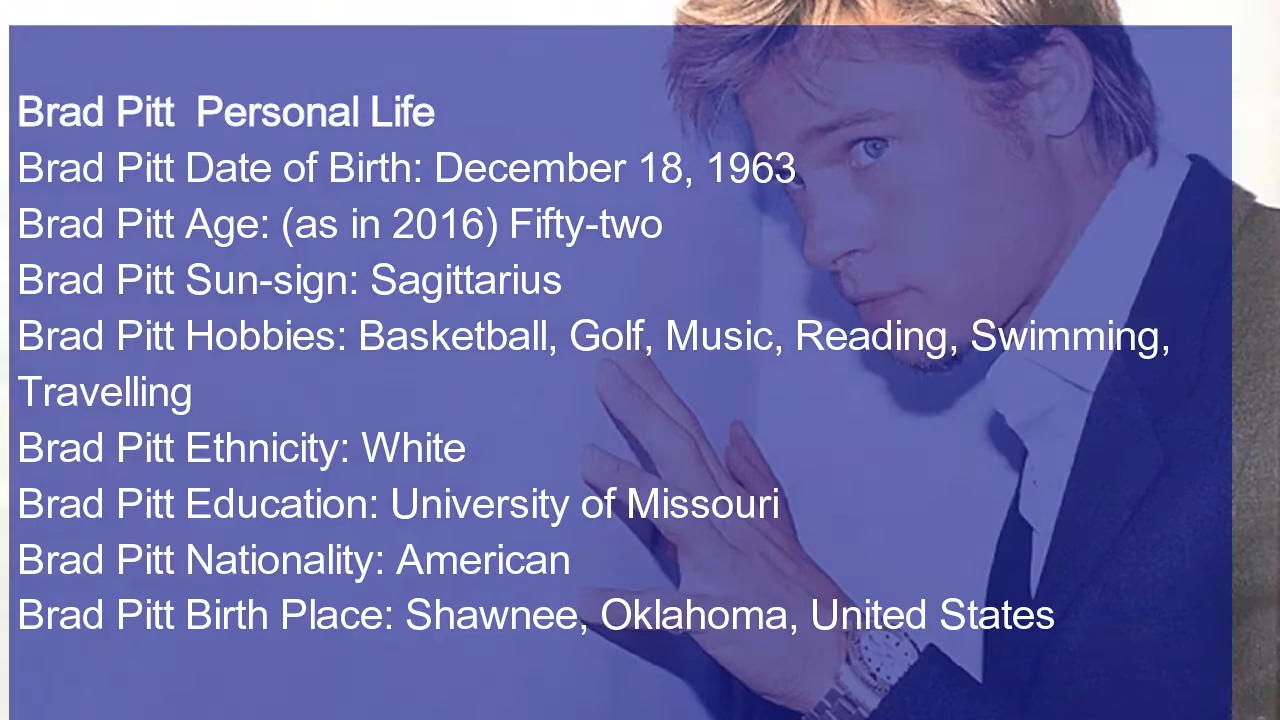 Brad Pitt  Personal Life
Brad Pitt Date of Birth: December 18, 1963
Brad Pitt Age: (as in 2016) Fifty-two
Brad Pitt Sun-sign: Sagittarius
Brad Pitt Hobbies: Basketball, Golf, Music, Reading, Swimming,
Travelling
Brad Pitt Ethnicity: White
Brad Pitt Education: University of Missouri
Brad Pitt Nationality: American
Brad Pitt Birth Place: Shawnee, Oklahoma, United States